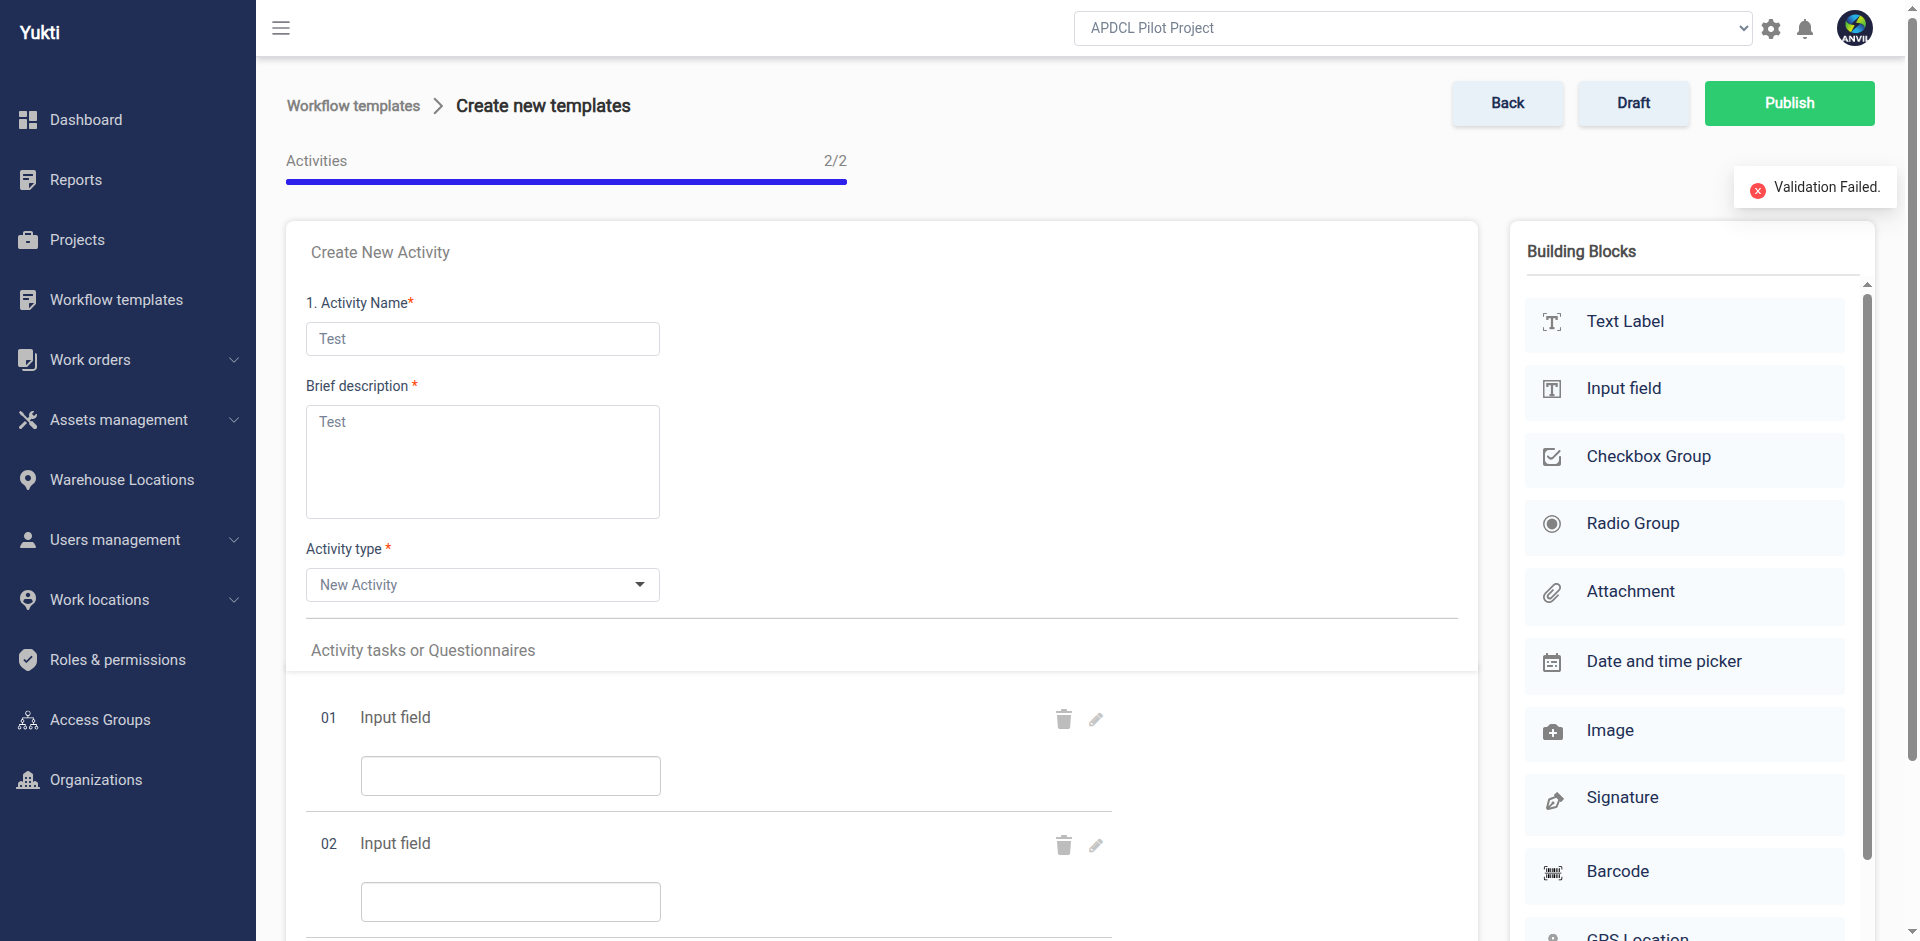 Yukti
APDCL Pilot Project
ANVIL
Dashboard
Reports
Projects
Workflow templates
Work orders
Assets management
Warehouse Locations
Users management
Work locations
Roles & permissions
Access Groups
Organizations
Workflow templates
Create new templates
Back
Draft
Publish
Activities
2/2
Validation Failed.
Create New Activity
1. Activity Name*
Test
Brief description *
Test
Activity type *
New Activity
Activity tasks or Questionnaires
01 Input field
02 Input field
Building Blocks
Text Label
Input field
Checkbox Group
Radio Group
Attachment
Date and time picker
Image
Signature
Barcode
GPS Location